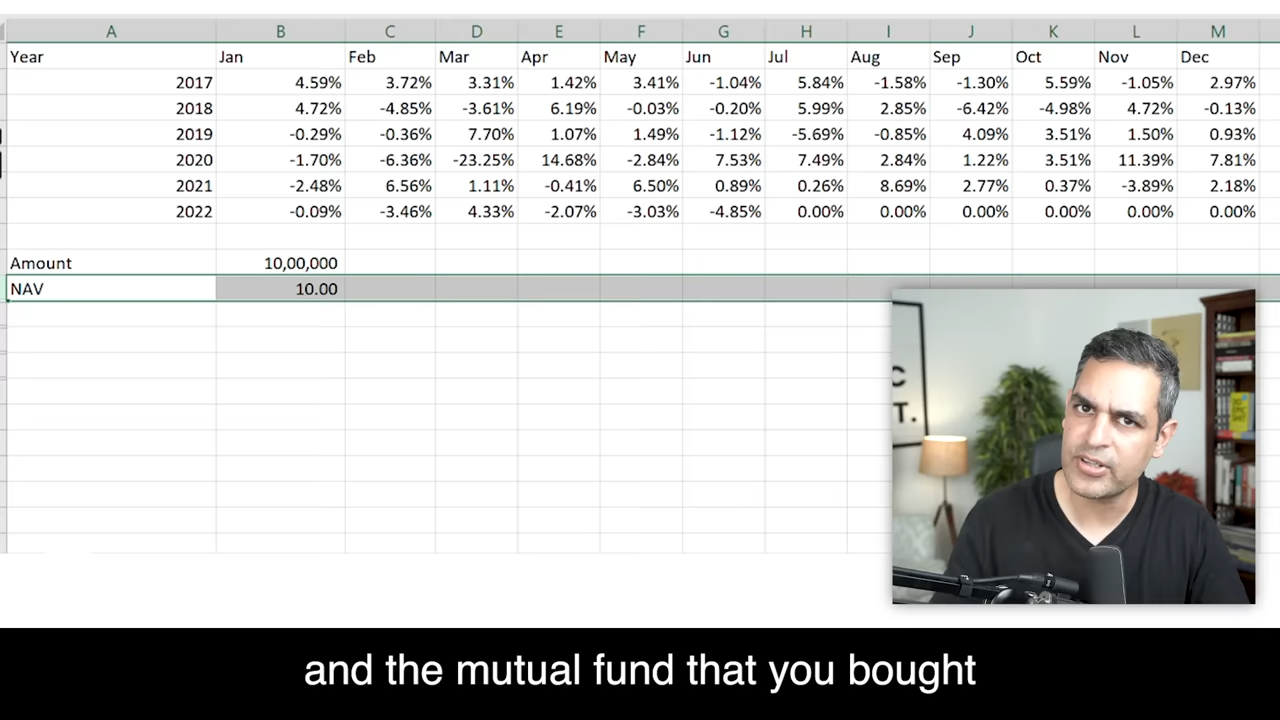 A B C D E F G H I J K L M
Year Jan Feb Mar Apr May Jun Jul Aug Sep Oct Nov Dec
2017 4.59% 3.72% 3.31% 1.42% 3.41% -1.04% 5.84% -1.58% -1.30% 5.59% -1.05% 2.97%
2018 4.72% -4.85% -3.61% 6.19% -0.03% -0.20% 5.99% 2.85% -6.42% -4.98% 4.72% -0.13%
2019 -0.29% -0.36% 7.70% 1.07% 1.49% -1.12% -5.69% -0.85% 4.09% 3.51% 1.50% 0.93%
2020 -1.70% -6.36% -23.25% 14.68% -2.84% 7.53% 7.49% 2.84% 1.22% 3.51% 11.39% 7.81%
2021 -2.48% 6.56% 1.11% -0.41% 6.50% 0.89% 0.26% 8.69% 2.77% 0.37% -3.89% 2.18%
2022 -0.09% -3.46% 4.33% -2.07% -3.03% -4.85% 0.00% 0.00% 0.00% 0.00% 0.00% 0.00%
Amount 10,00,000
NAV 10.00
C
T.
and the mutual fund that you bought